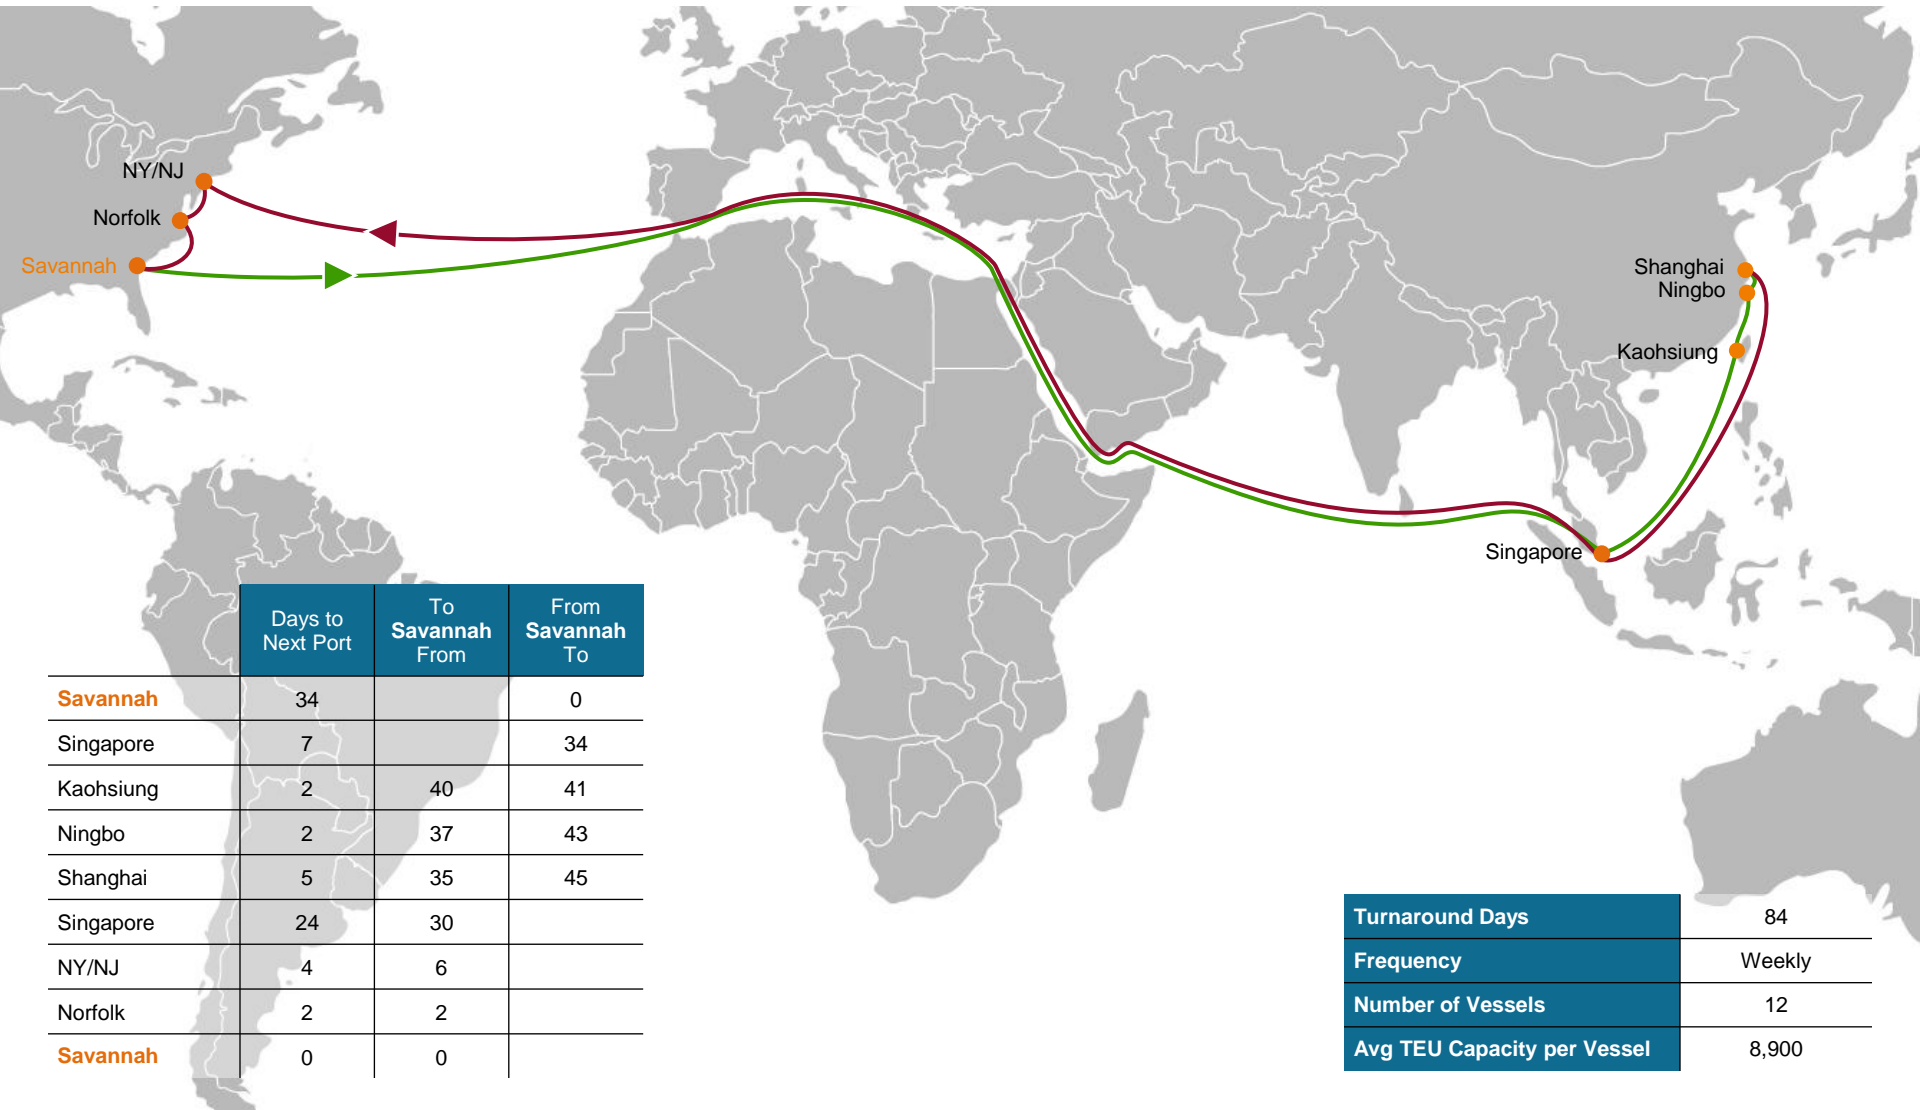 NY/NJ
Norfolk
Savannah
Shanghai
Ningbo
Kaohsiung
Singapore
Days to Next Port To Savannah From From Savannah To
Savannah 34 0
Singapore 7 34
Kaohsiung 2 40 41
Ningbo 2 37 43
Shanghai 5 35 45
Singapore 24 30
NY/NJ 4 6
Norfolk 2 2
Savannah 0 0
Turnaround Days 84
Frequency Weekly
Number of Vessels 12
Avg TEU Capacity per Vessel 8,900